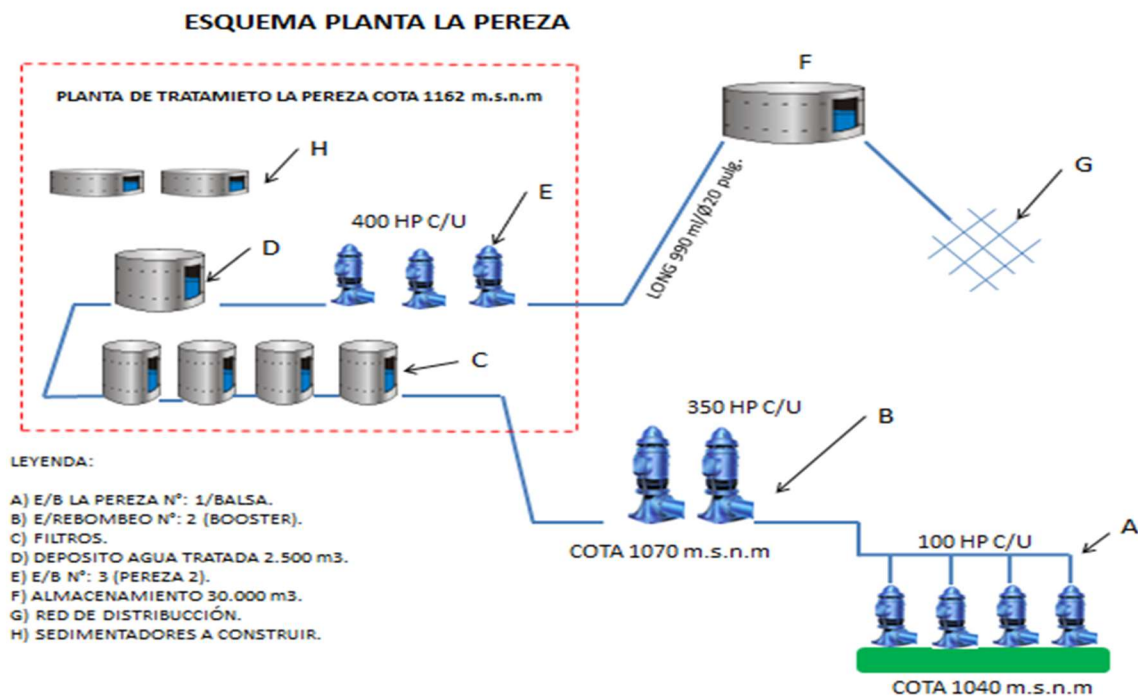 ESQUEMA PLANTA LA PEREZA
PLANTA DE TRATAMIETO LA PEREZA COTA 1162 m.s.n.m
F
H
G
E
400 HP C/U
D
LONG 990 ml/Ø20 pulg.
C
350 HP C/U
B
COTA 1070 m.s.n.m
A
100 HP C/U
COTA 1040 m.s.n.m
LEYENDA:
A) E/B LA PEREZA N°: 1/BALSA.
B) E/REBOMBEO N°: 2 (BOOSTER).
C) FILTROS.
D) DEPOSITO AGUA TRATADA 2.500 m3.
E) E/B N°: 3 (PEREZA 2).
F) ALMACENAMIENTO 30.000 m3.
G) RED DE DISTRIBUCCIÓN.
H) SEDIMENTADORES A CONSTRUIR.